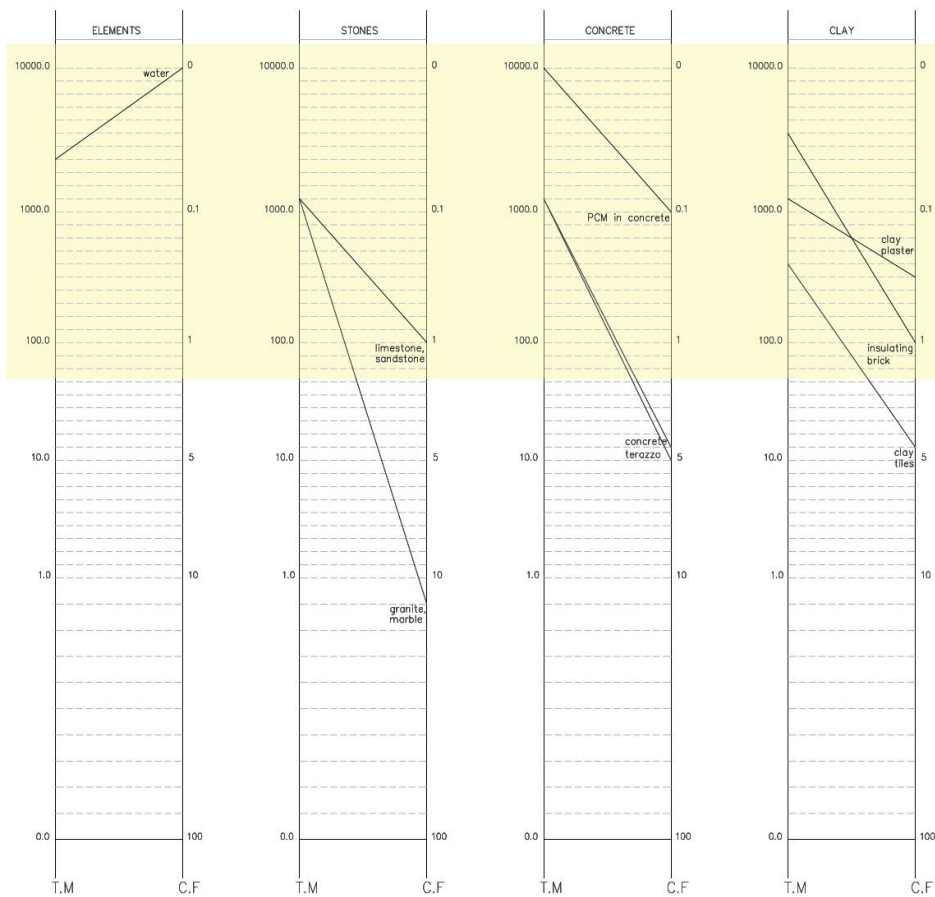 ELEMENTS STONES CONCRETE CLAY
10000.0 0 10000.0 0 10000.0 0 10000.0 0
water
1000.0 0.1 1000.0 0.1 1000.0 0.1 1000.0 0.1
PCM in concrete
clay
plaster
100.0 1 100.0 1 100.0 1 100.0 1
limestone,
sandstone
insulating
brick
concrete
terazzo
clay
tiles
10.0 5 10.0 5 10.0 5 10.0 5
1.0 10 1.0 10 1.0 10 1.0 10
granite,
marble
0.0 100 0.0 100 0.0 100 0.0 100
T.M C.F T.M C.F T.M C.F T.M C.F